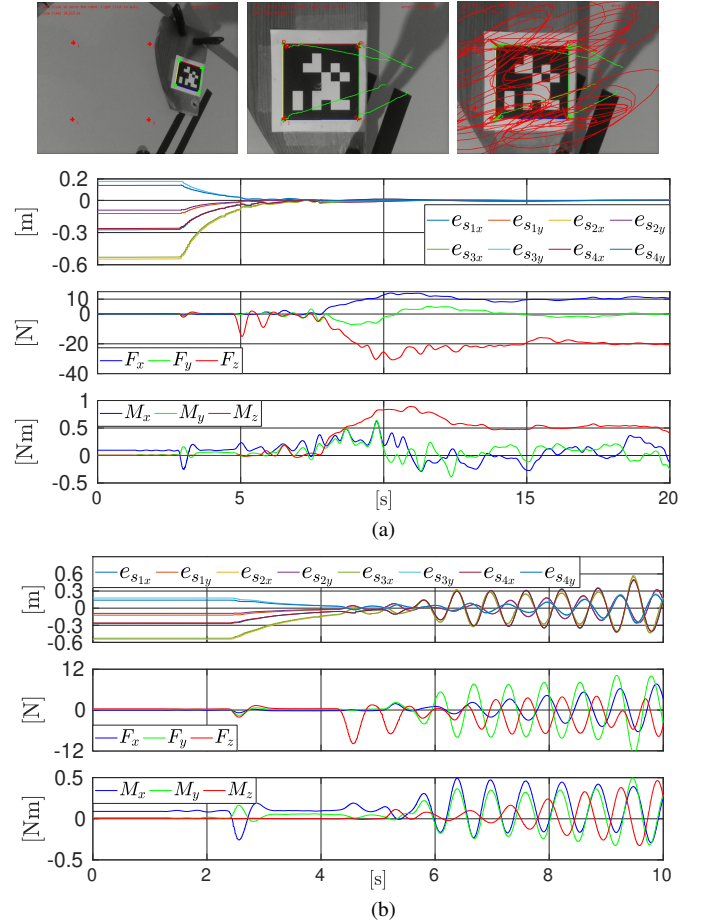 0.2
0
-0.3
-0.6
[m]
e_{s_{1x}} e_{s_{1y}} e_{s_{2x}} e_{s_{2y}}
e_{s_{3x}} e_{s_{3y}} e_{s_{4x}} e_{s_{4y}}
10
0
-20
-40
[N]
F_x F_y F_z
1
0.5
0
-0.5
[Nm]
M_x M_y M_z
0 5 10 15 20
[s]
(a)
e_{s_{1x}} e_{s_{1y}} e_{s_{2x}} e_{s_{2y}} e_{s_{3x}} e_{s_{3y}} e_{s_{4x}} e_{s_{4y}}
0.6
0.3
0
-0.3
-0.6
[m]
12
0
-12
[N]
F_x F_y F_z
0.5
0
-0.5
[Nm]
M_x M_y M_z
0 2 4 6 8 10
[s]
(b)